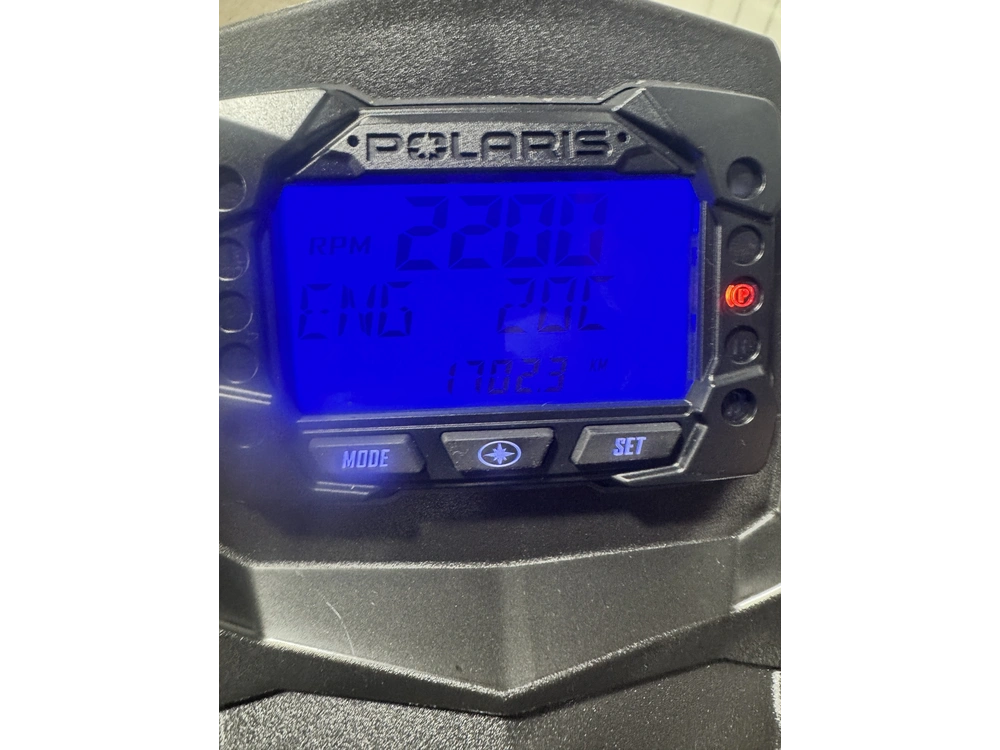 POLARIS
RPM 2200
ENG 20C
P
17023
R
MODE SET